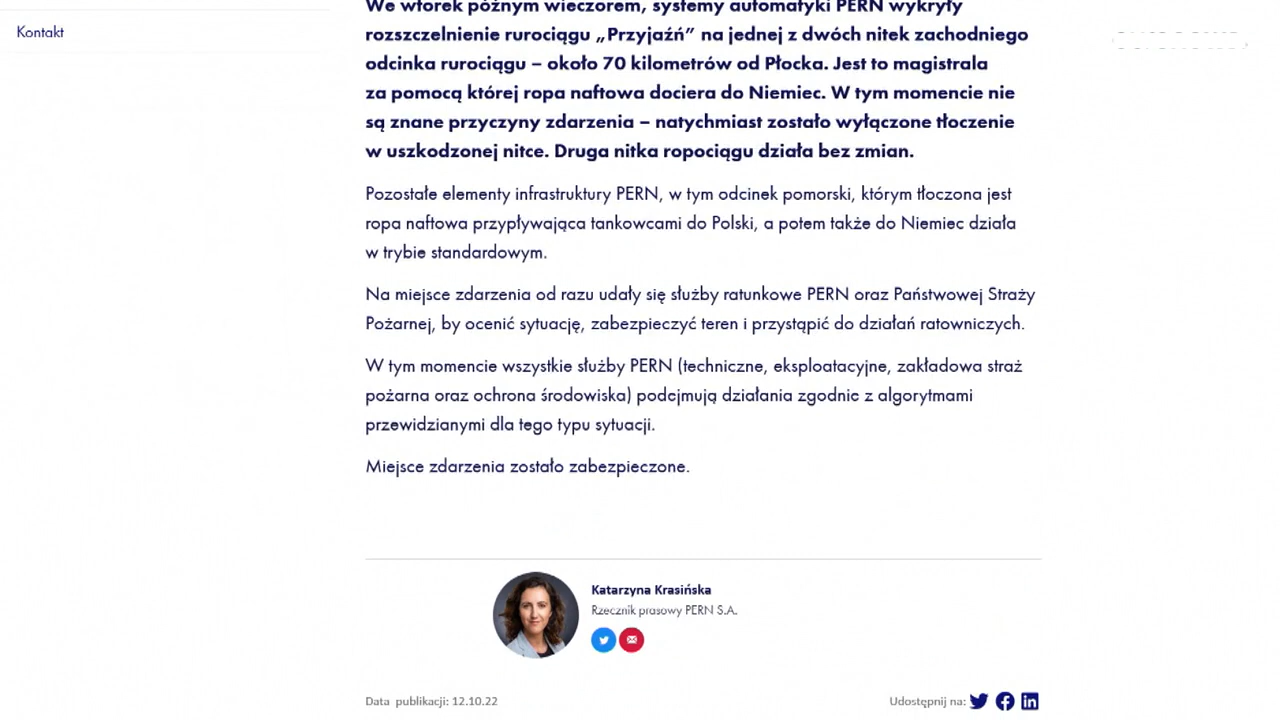 Kontakt
We wtorek późnym wieczorem, systemy automatyki PERN wykryły
rozszczelnienie rurociągu „Przyjaźń” na jednej z dwóch nitek zachodniego
odcinka rurociągu – około 70 kilometrów od Płocka. Jest to magistrala
za pomocą której ropa naftowa dociera do Niemiec. W tym momencie nie
są znane przyczyny zdarzenia – natychmiast zostało wyłączone tłoczenie
w uszkodzonej nitce. Druga nitka ropociągu działa bez zmian.
Pozostałe elementy infrastruktury PERN, w tym odcinek pomorski, którym tłoczona jest
ropa naftowa przypływająca tankowcami do Polski, a potem także do Niemiec działa
w trybie standardowym.
Na miejsce zdarzenia od razu udały się służby ratunkowe PERN oraz Państwowej Straży
Pożarnej, by ocenić sytuację, zabezpieczyć teren i przystąpić do działań ratowniczych.
W tym momencie wszystkie służby PERN (techniczne, eksploatacyjne, zakładowa straż
pożarna oraz ochrona środowiska) podejmują działania zgodnie z algorytmami
przewidzianymi dla tego typu sytuacji.
Miejsce zdarzenia zostało zabezpieczone.
Katarzyna Krasińska
Rzecznik prasowy PERN S.A.
Data publikacji: 12.10.22
Udostępnij na: